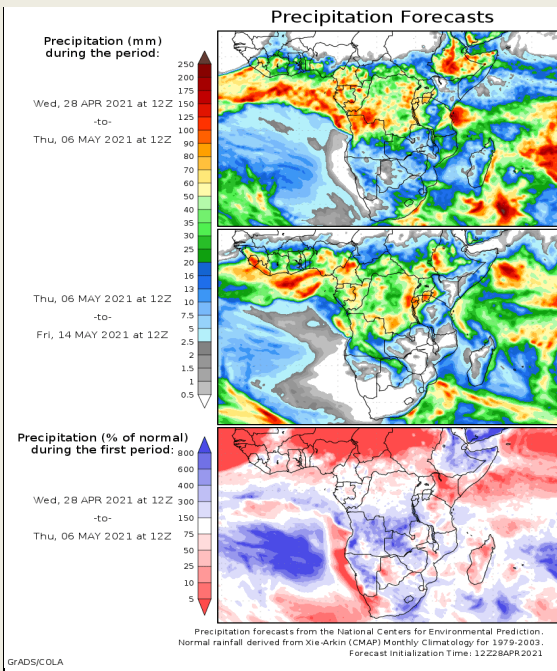 Precipitation Forecasts
Precipitation (mm)
during the period:
250
200
175
150
125
100
90
80
70
60
50
40
35
30
25
20
16
13
10
7.5
5
2.5
2
1.5
1
0.5
Wed, 28 APR 2021 at 12Z
-to-
Thu, 06 MAY 2021 at 12Z
Thu, 06 MAY 2021 at 12Z
-to-
Fri, 14 MAY 2021 at 12Z
Precipitation (% of normal)
during the first period:
800
600
400
300
150
75
50
25
10
5
Wed, 28 APR 2021 at 12Z
-to-
Thu, 06 MAY 2021 at 12Z
Precipitation forecasts from the National Centers for Environmental Prediction.
Normal rainfall derived from Xie-Arkin (CMAP) Monthly Climatology for 1979-2003.
Forecast Initialization Time: 12Z28APR2021
GrADS/COLA